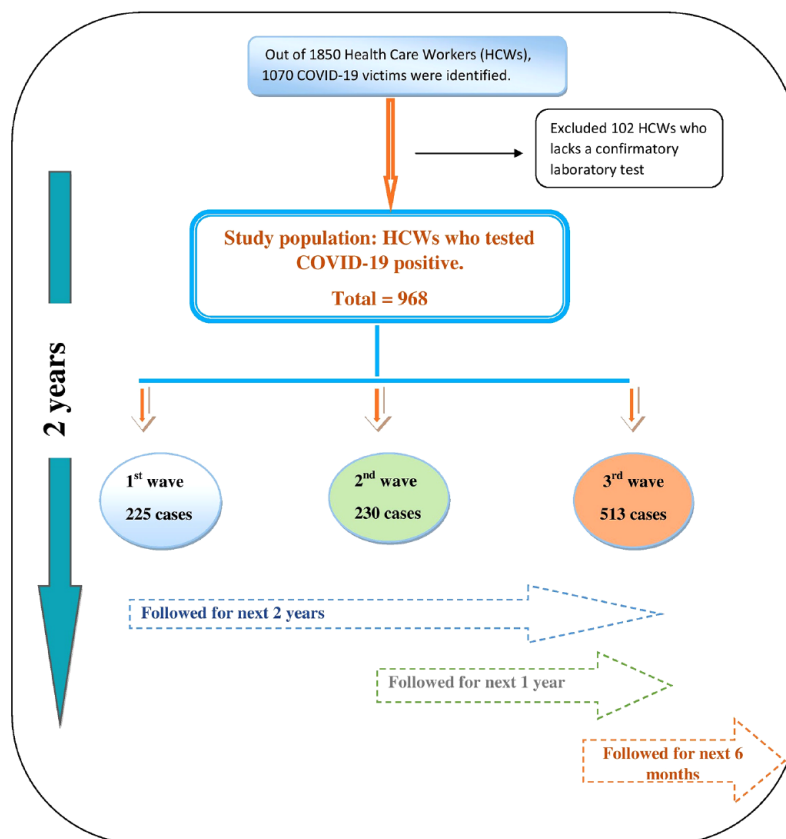 Out of 1850 Health Care Workers (HCWs),
1070 COVID-19 victims were identified.
Excluded 102 HCWs who
lacks a confirmatory
laboratory test
Study population: HCWs who tested
COVID-19 positive.
Total = 968
2 years
1st wave
225 cases
2nd wave
230 cases
3rd wave
513 cases
Followed for next 2 years
Followed for next 1 year
Followed for next 6
months